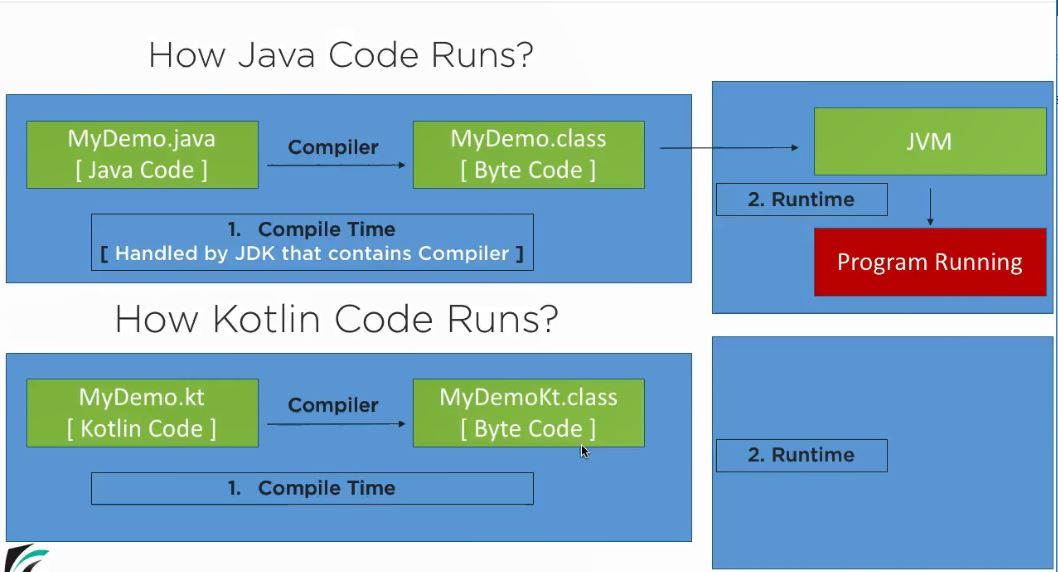 How Java Code Runs?
MyDemo.java
[ Java Code ]
Compiler
MyDemo.class
[ Byte Code ]
1. Compile Time
[ Handled by JDK that contains Compiler ]
JVM
2. Runtime
Program Running
How Kotlin Code Runs?
MyDemo.kt
[ Kotlin Code ]
Compiler
MyDemoKt.class
[ Byte Code ]
1. Compile Time
2. Runtime